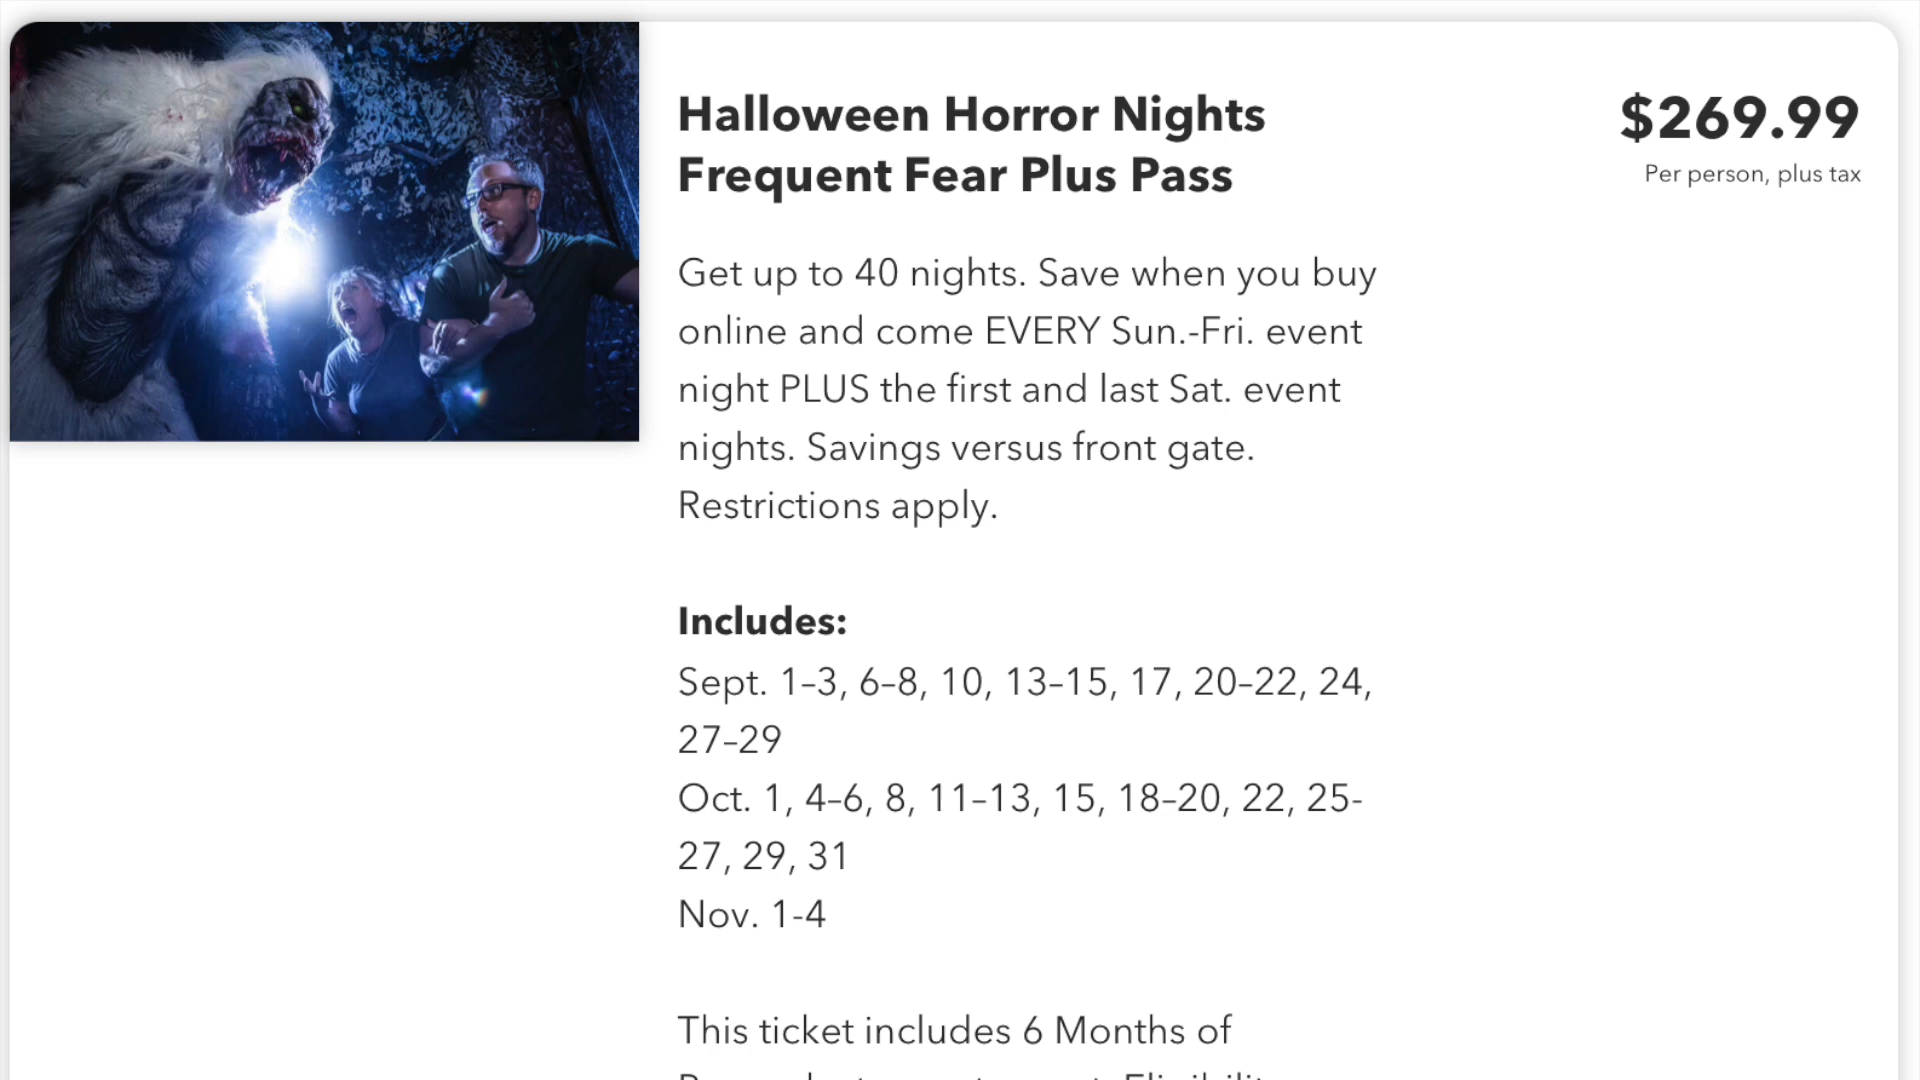 Halloween Horror Nights
Frequent Fear Plus Pass
$269.99
Per person, plus tax
Get up to 40 nights. Save when you buy
online and come EVERY Sun.-Fri. event
night PLUS the first and last Sat. event
nights. Savings versus front gate.
Restrictions apply.
Includes:
Sept. 1–3, 6–8, 10, 13–15, 17, 20–22, 24,
27–29
Oct. 1, 4–6, 8, 11–13, 15, 18–20, 22, 25-
27, 29, 31
Nov. 1-4
This ticket includes 6 Months of